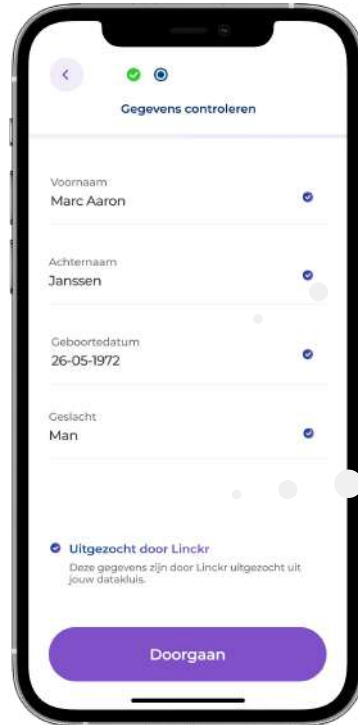 Gegevens controleren
Voornaam
Marc Aaron
Achternaam
Janssen
Geboortedatum
26-05-1972
Geslacht
Man
Uitgezocht door Linckr
Deze gegevens zijn door Linckr uitgezocht uit
jouw datakluis.
Doorgaan